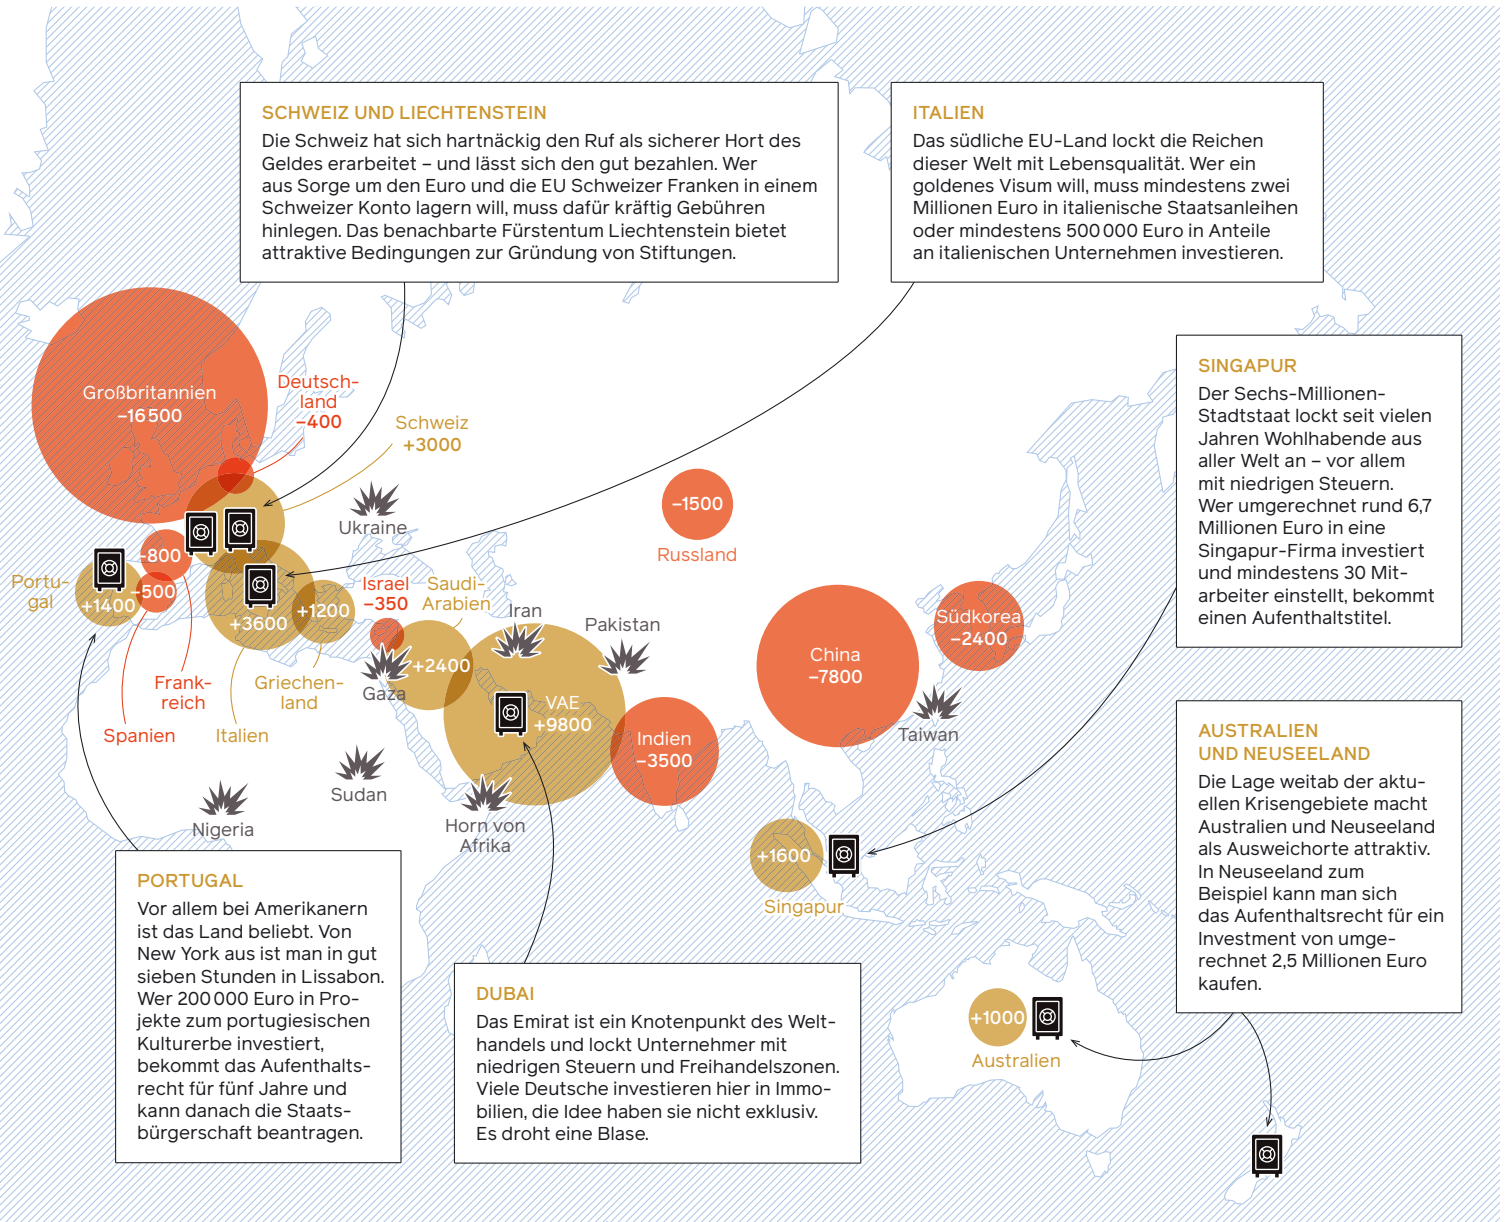 SCHWEIZ UND LIECHTENSTEIN
Die Schweiz hat sich hartnäckig den Ruf als sicherer Hort des
Geldes erarbeitet – und lässt sich den gut bezahlen. Wer
aus Sorge um den Euro und die EU Schweizer Franken in einem
Schweizer Konto lagern will, muss dafür kräftig Gebühren
hinlegen. Das benachbarte Fürstentum Liechtenstein bietet
attraktive Bedingungen zur Gründung von Stiftungen.
ITALIEN
Das südliche EU-Land lockt die Reichen
dieser Welt mit Lebensqualität. Wer ein
goldenes Visum will, muss mindestens zwei
Millionen Euro in italienische Staatsanleihen
oder mindestens 500 000 Euro in Anteile
an italienischen Unternehmen investieren.
SINGAPUR
Der Sechs-Millionen-
Stadtstaat lockt seit vielen
Jahren Wohlhabende aus
aller Welt an – vor allem
mit niedrigen Steuern.
Wer umgerechnet rund 6,7
Millionen Euro in eine
Singapur-Firma investiert
und mindestens 30 Mit-
arbeiter einstellt, bekommt
einen Aufenthaltstitel.
Großbritannien
–16 500
Deutsch-
land
–400
Schweiz
+3000
Ukraine
–1500
Russland
–800
–500
Portu-
gal
+1400
+3600
+1200
Israel
–350
Saudi-
Arabien
+2400
Iran
Pakistan
Gaza
VAE
+9800
Indien
–3500
China
–7800
Südkorea
–2400
Taiwan
Frank-
reich
Spanien
Italien
Griechen-
land
Sudan
Nigeria
Horn von
Afrika
+1600
Singapur
+1000
Australien
AUSTRALIEN
UND NEUSEELAND
Die Lage weitab der aktu-
ellen Krisengebiete macht
Australien und Neuseeland
als Ausweichorte attraktiv.
In Neuseeland zum
Beispiel kann man sich
das Aufenthaltsrecht für ein
Investment von umge-
rechnet 2,5 Millionen Euro
kaufen.
PORTUGAL
Vor allem bei Amerikanern
ist das Land beliebt. Von
New York aus ist man in gut
sieben Stunden in Lissabon.
Wer 200 000 Euro in Pro-
jekte zum portugiesischen
Kulturerbe investiert,
bekommt das Aufenthalts-
recht für fünf Jahre und
kann danach die Staats-
bürgerschaft beantragen.
DUBAI
Das Emirat ist ein Knotenpunkt des Welt-
handels und lockt Unternehmer mit
niedrigen Steuern und Freihandelszonen.
Viele Deutsche investieren hier in Immo-
bilien, die Idee haben sie nicht exklusiv.
Es droht eine Blase.